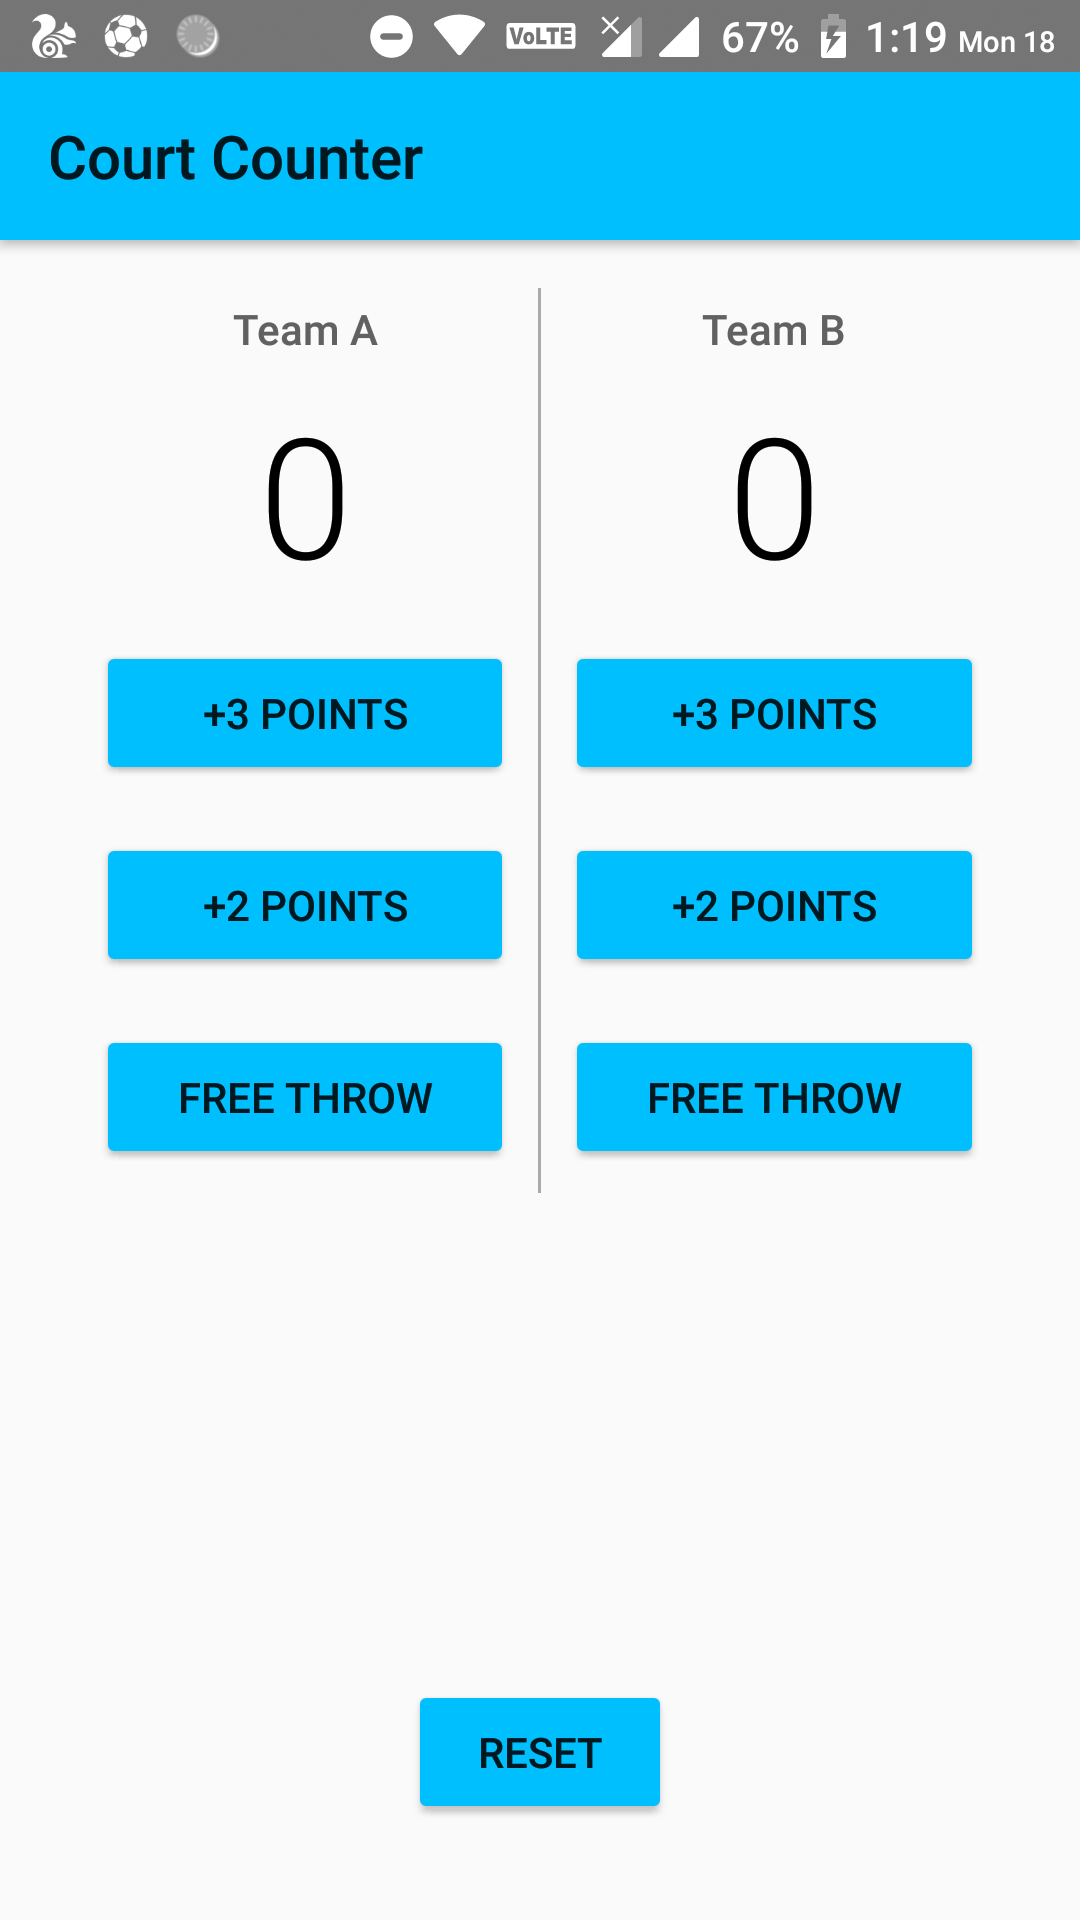 VoLTE 67% 1:19 Mon 18
Court Counter
Team A
Team B
0
0
+3 POINTS
+3 POINTS
+2 POINTS
+2 POINTS
FREE THROW
FREE THROW
RESET